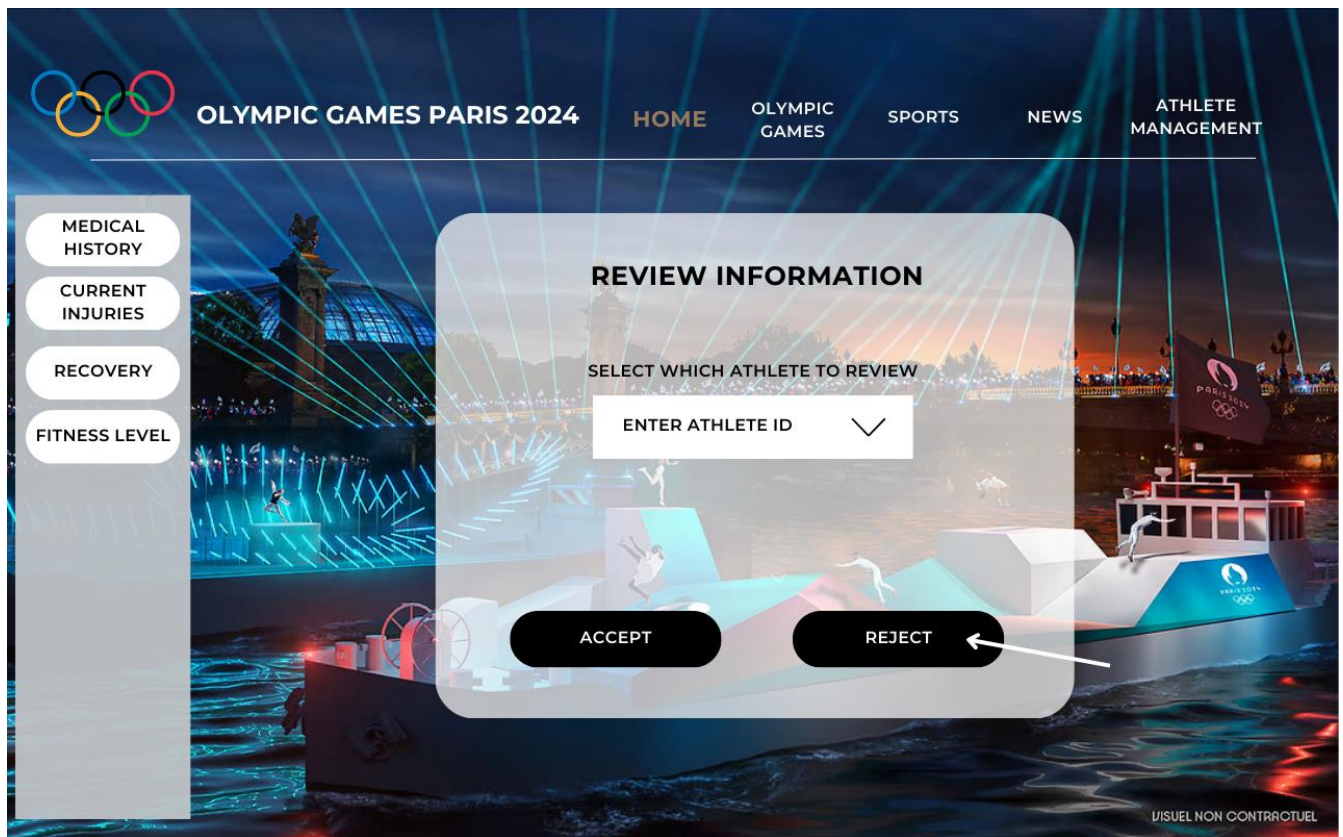 OLYMPIC GAMES PARIS 2024
HOME
OLYMPIC
GAMES
SPORTS
NEWS
ATHLETE
MANAGEMENT
MEDICAL
HISTORY
CURRENT
INJURIES
RECOVERY
FITNESS LEVEL
REVIEW INFORMATION
SELECT WHICH ATHLETE TO REVIEW
ENTER ATHLETE ID
ACCEPT
REJECT
PARIS 2024
PARIS 2024
VISUEL NON CONTRACTUEL